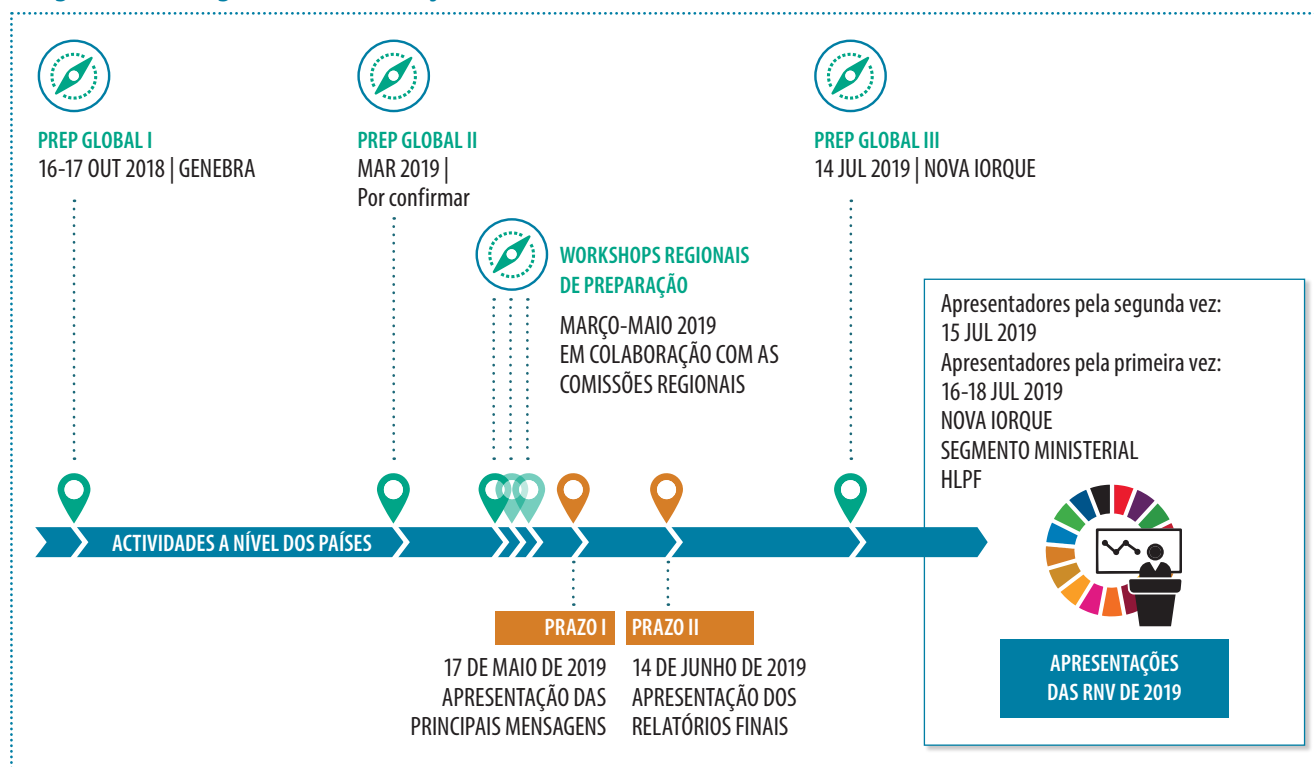 PREP GLOBAL I
16-17 OUT 2018 | GENEBRA
PREP GLOBAL II
MAR 2019 |
Por confirmar
PREP GLOBAL III
14 JUL 2019 | NOVA IORQUE
WORKSHOPS REGIONAIS
DE PREPARAÇÃO
MARÇO-MAIO 2019
EM COLABORAÇÃO COM AS
COMISSÕES REGIONAIS
Apresentadores pela segunda vez:
15 JUL 2019
Apresentadores pela primeira vez:
16-18 JUL 2019
NOVA IORQUE
SEGMENTO MINISTERIAL
HLPF
ACTIVIDADES A NÍVEL DOS PAÍSES
PRAZO I
17 DE MAIO DE 2019
APRESENTAÇÃO DAS
PRINCIPAIS MENSAGENS
PRAZO II
14 DE JUNHO DE 2019
APRESENTAÇÃO DOS
RELATÓRIOS FINAIS
APRESENTAÇÕES
DAS RNV DE 2019